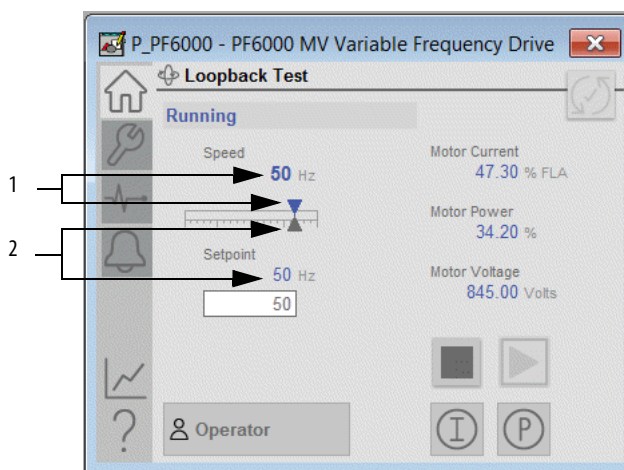 P_PF6000 - PF6000 MV Variable Frequency Drive
Loopback Test
Running
Speed
50 Hz
1
2
Setpoint
50 Hz
50
Motor Current
47.30 % FLA
Motor Power
34.20 %
Motor Voltage
845.00 Volts
?
Operator
I
P